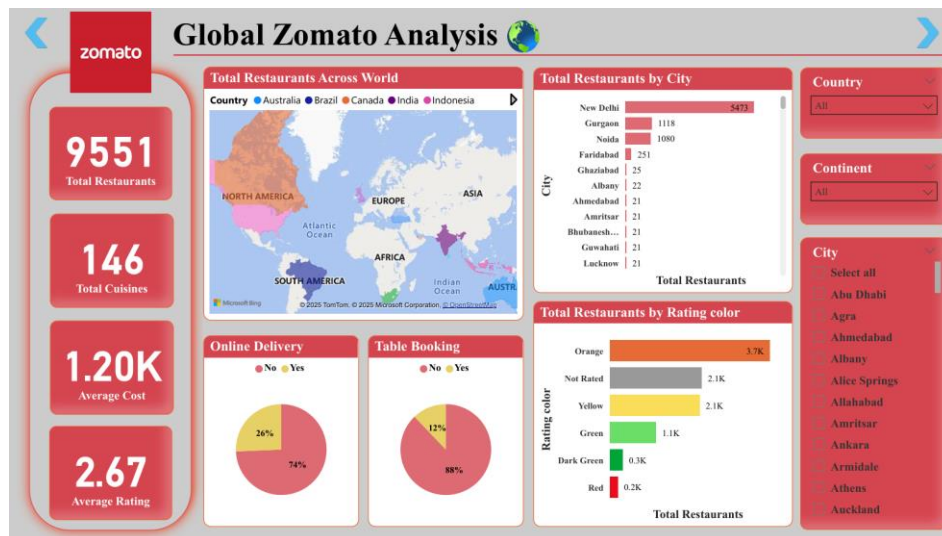 Global Zomato Analysis
zomato
9551
Total Restaurants
146
Total Cuisines
1.20K
Average Cost
2.67
Average Rating
Total Restaurants Across World
Country Australia Brazil Canada India Indonesia
NORTH AMERICA
EUROPE
ASIA
Atlantic
Ocean
AFRICA
SOUTH AMERICA
Indian
Ocean
AUSTR
Microsoft Bing
© 2025 TomTom, © 2025 Microsoft Corporation, © OpenStreetMap
Online Delivery
No Yes
26%
74%
Table Booking
No Yes
12%
88%
Total Restaurants by City
City
New Delhi 5473
Gurgaon 1118
Noida 1080
Faridabad 251
Ghaziabad 25
Albany 22
Ahmedabad 21
Amritsar 21
Bhubanesh... 21
Guwahati 21
Lucknow 21
Total Restaurants
Total Restaurants by Rating color
Rating color
Orange 3.7K
Not Rated 2.1K
Yellow 2.1K
Green 1.1K
Dark Green 0.3K
Red 0.2K
Total Restaurants
Country
All
Continent
All
City
Select all
Abu Dhabi
Agra
Ahmedabad
Albany
Alice Springs
Allahabad
Amritsar
Ankara
Armidale
Athens
Auckland